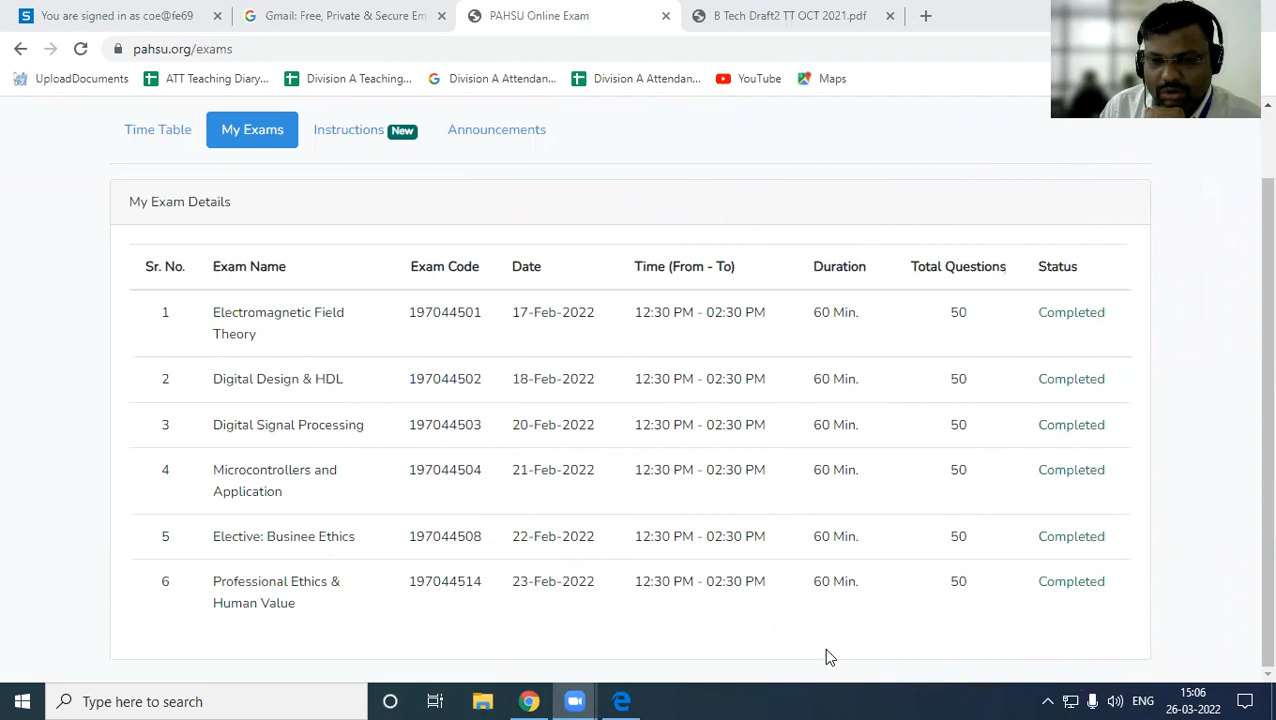 You are signed in as coe@fe69
Gmail: Free, Private & Secure Em
PAHSU Online Exam
B Tech Draft2 TT OCT 2021.pdf
pahsu.org/exams
UploadDocuments
ATT Teaching Diary...
Division A Teaching...
Division A Attendan...
Division A Attendan...
YouTube
Maps
Time Table
My Exams
Instructions New
Announcements
My Exam Details
Sr. No. Exam Name Exam Code Date Time (From - To) Duration Total Questions Status
1 Electromagnetic Field 197044501 17-Feb-2022 12:30 PM - 02:30 PM 60 Min. 50 Completed
Theory
2 Digital Design & HDL 197044502 18-Feb-2022 12:30 PM - 02:30 PM 60 Min. 50 Completed
3 Digital Signal Processing 197044503 20-Feb-2022 12:30 PM - 02:30 PM 60 Min. 50 Completed
4 Microcontrollers and 197044504 21-Feb-2022 12:30 PM - 02:30 PM 60 Min. 50 Completed
Application
5 Elective: Businee Ethics 197044508 22-Feb-2022 12:30 PM - 02:30 PM 60 Min. 50 Completed
6 Professional Ethics & 197044514 23-Feb-2022 12:30 PM - 02:30 PM 60 Min. 50 Completed
Human Value
Type here to search
ENG
15:06
26-03-2022